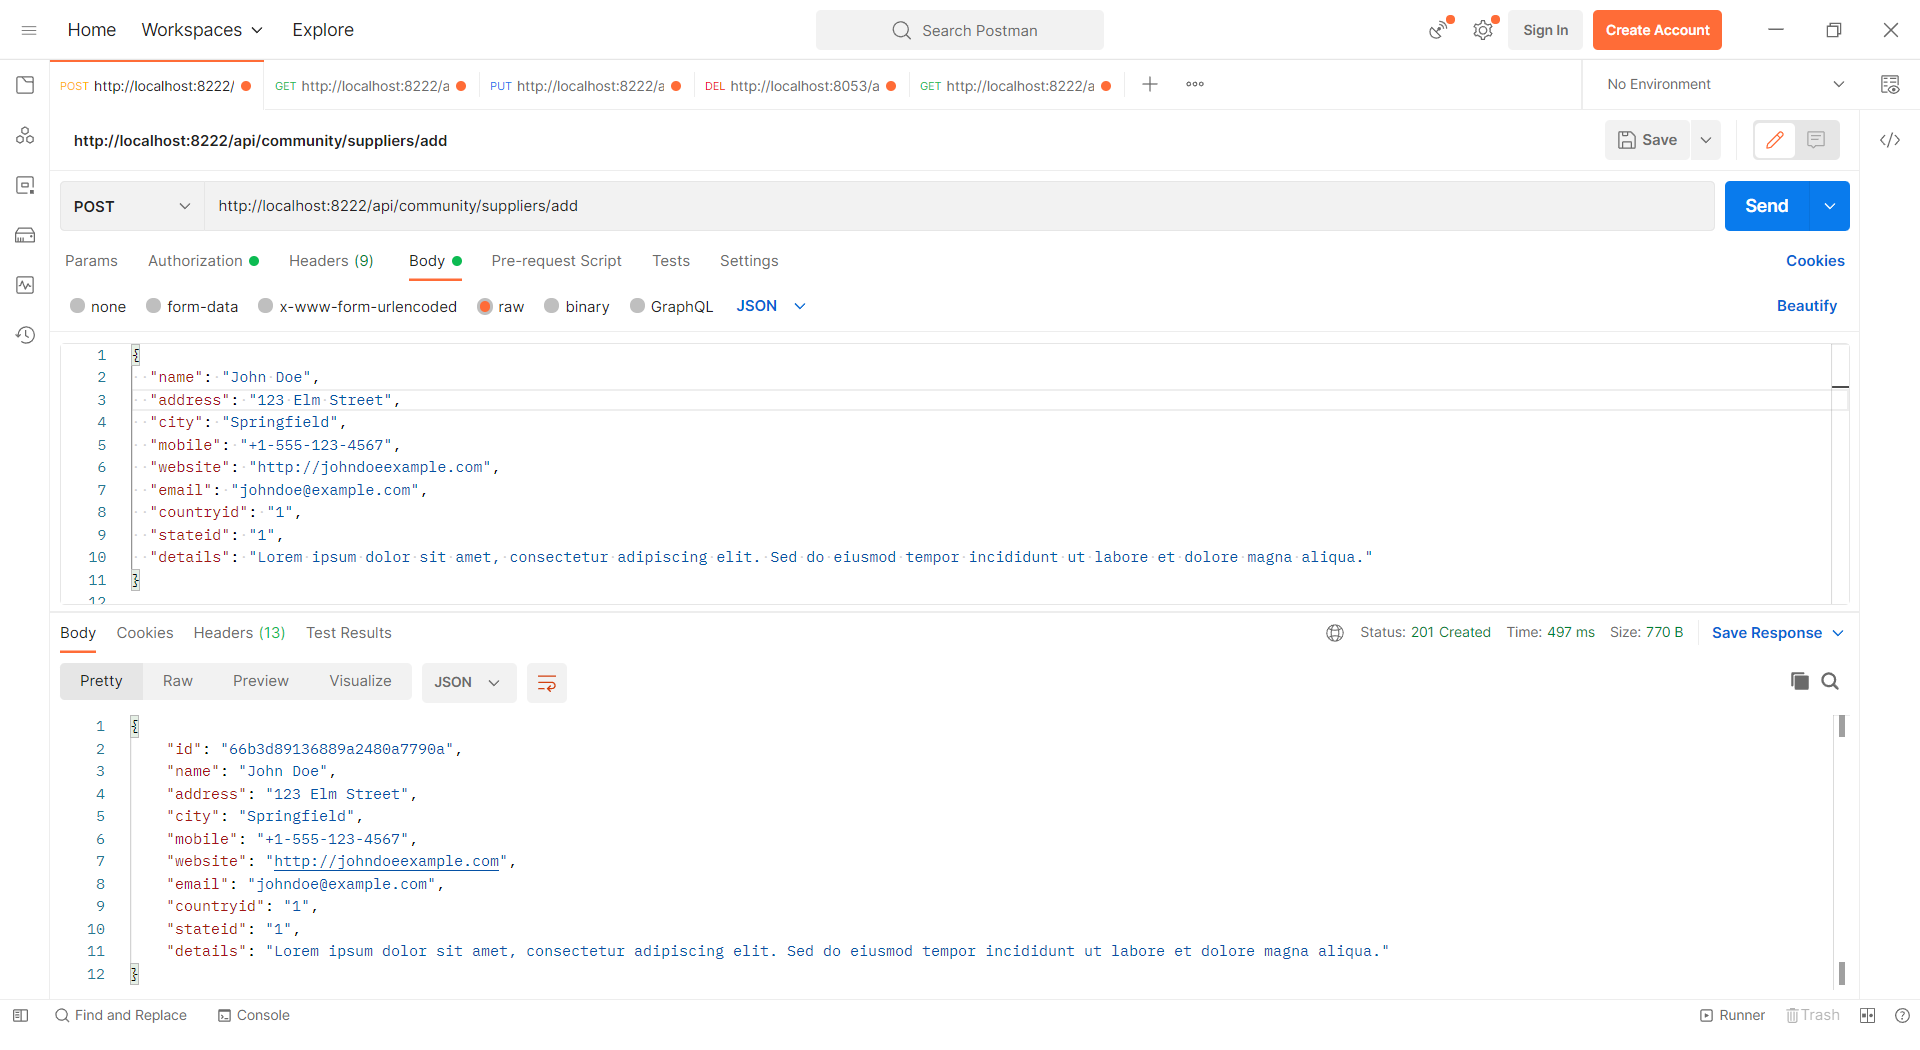 Home Workspaces Explore Search Postman Sign In Create Account
POST http://localhost:8222/ GET http://localhost:8222/a PUT http://localhost:8222/a DEL http://localhost:8053/a GET http://localhost:8222/a No Environment
http://localhost:8222/api/community/suppliers/add Save
POST http://localhost:8222/api/community/suppliers/add Send
Params Authorization Headers (9) Body Pre-request Script Tests Settings Cookies
none form-data x-www-form-urlencoded raw binary GraphQL JSON Beautify
1 {
2 "name": "John Doe",
3 "address": "123 Elm Street",
4 "city": "Springfield",
5 "mobile": "+1-555-123-4567",
6 "website": "http://johndoeexample.com",
7 "email": "johndoe@example.com",
8 "countryid": "1",
9 "stateid": "1",
10 "details": "Lorem ipsum dolor sit amet, consectetur adipiscing elit. Sed do eiusmod tempor incididunt ut labore et dolore magna aliqua."
11 }
12
Body Cookies Headers (13) Test Results Status: 201 Created Time: 497 ms Size: 770 B Save Response
Pretty Raw Preview Visualize JSON
1 {
2 "id": "66b3d89136889a2480a7790a",
3 "name": "John Doe",
4 "address": "123 Elm Street",
5 "city": "Springfield",
6 "mobile": "+1-555-123-4567",
7 "website": "http://johndoeexample.com",
8 "email": "johndoe@example.com",
9 "countryid": "1",
10 "stateid": "1",
11 "details": "Lorem ipsum dolor sit amet, consectetur adipiscing elit. Sed do eiusmod tempor incididunt ut labore et dolore magna aliqua."
12 }
Find and Replace Console Runner Trash